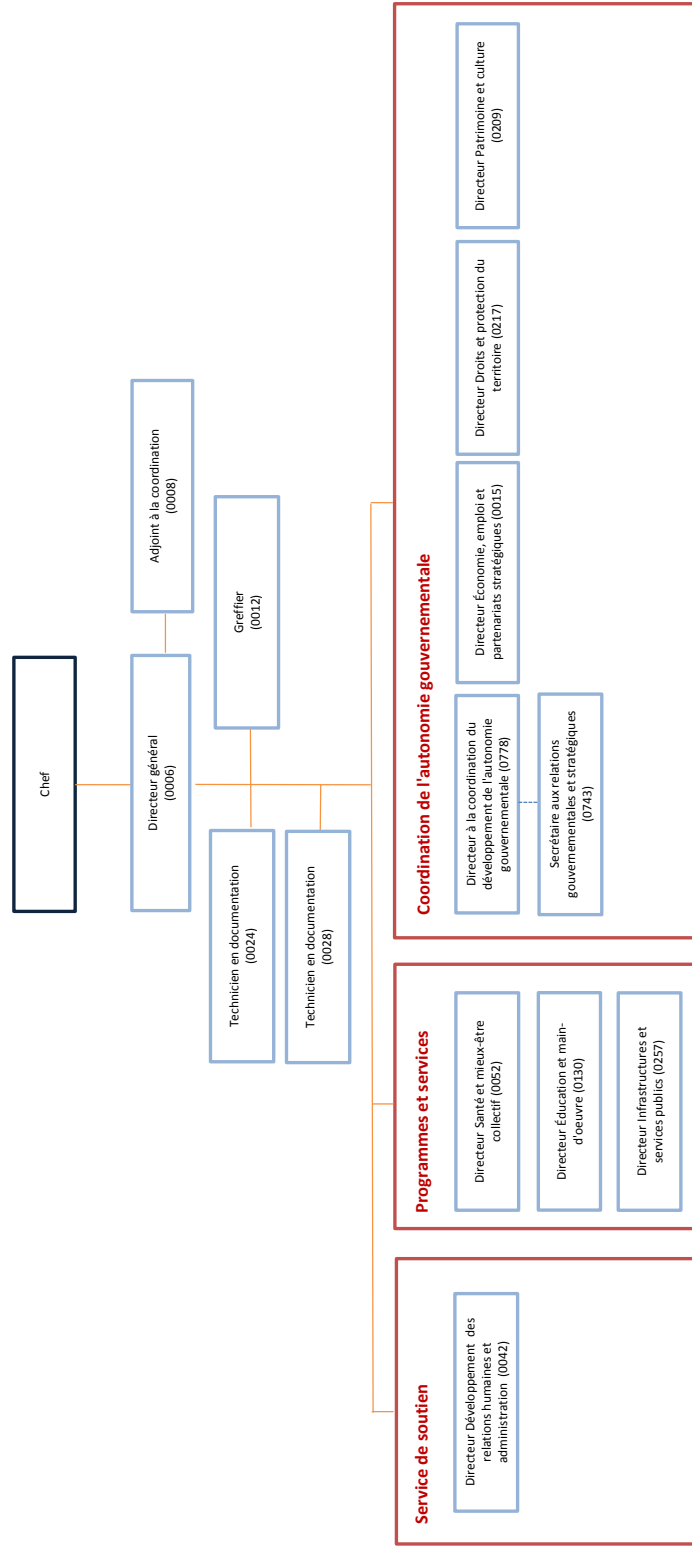 Chef
Directeur général
(0006)
Adjoint à la coordination
(0008)
Greffier
(0012)
Technicien en documentation
(0024)
Technicien en documentation
(0028)
Service de soutien
Directeur Développement des
relations humaines et
administration (0042)
Programmes et services
Directeur Santé et mieux-être
collectif (0052)
Directeur Éducation et main-
d'oeuvre (0130)
Directeur Infrastructures et
services publics (0257)
Coordination de l'autonomie gouvernementale
Directeur à la coordination du
développement de l'autonomie
gouvernementale (0778)
Secrétaire aux relations
gouvernementales et stratégiques
(0743)
Directeur Économie, emploi et
partenariats stratégiques (0015)
Directeur Droits et protection du
territoire (0217)
Directeur Patrimoine et culture
(0209)